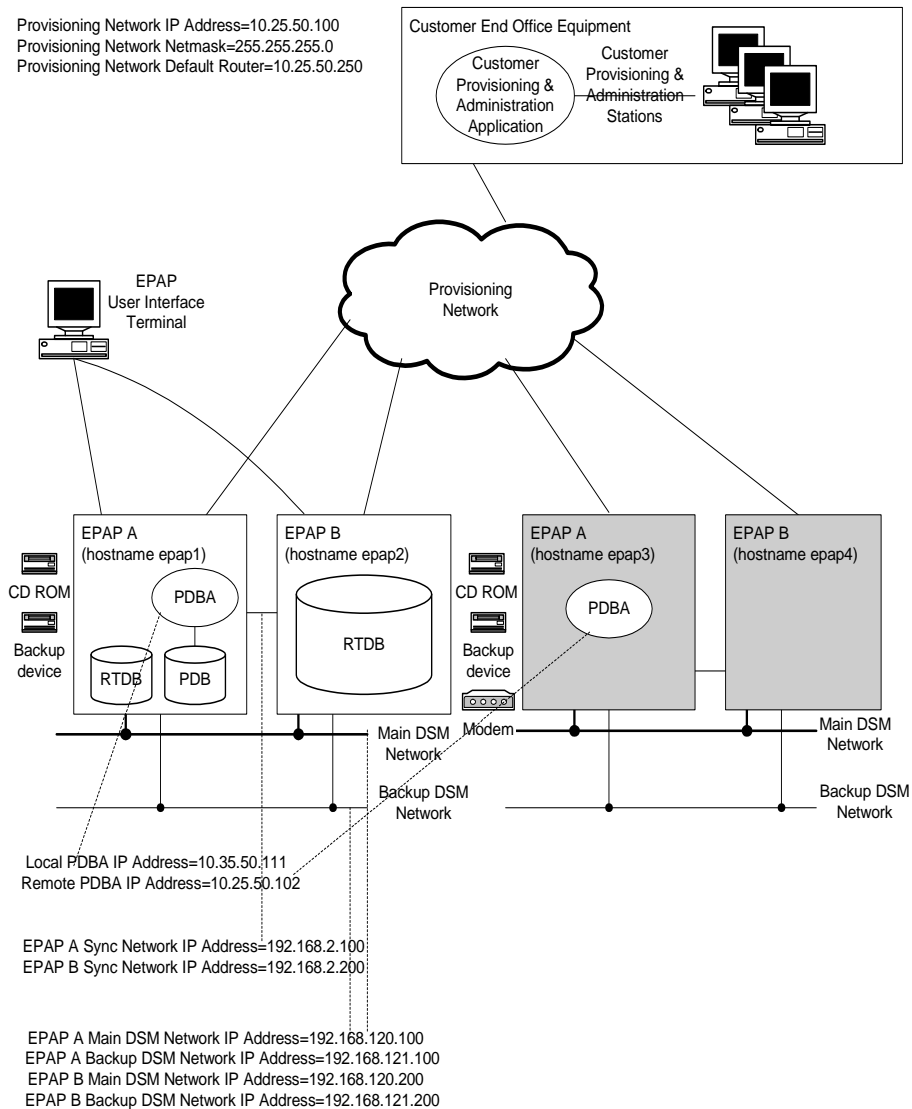 Provisioning Network IP Address=10.25.50.100
Provisioning Network Netmask=255.255.255.0
Provisioning Network Default Router=10.25.50.250
Customer End Office Equipment
Customer
Provisioning &
Administration
Application
Customer
Provisioning &
Administration
Stations
Provisioning
Network
EPAP
User Interface
Terminal
EPAP A
(hostname epap1)
PDBA
RTDB
PDB
EPAP B
(hostname epap2)
RTDB
EPAP A
(hostname epap3)
PDBA
EPAP B
(hostname epap4)
CD ROM
Backup
device
CD ROM
Backup
device
Modem
Main DSM
Network
Backup DSM
Network
Main DSM
Network
Backup DSM
Network
Local PDBA IP Address=10.35.50.111
Remote PDBA IP Address=10.25.50.102
EPAP A Sync Network IP Address=192.168.2.100
EPAP B Sync Network IP Address=192.168.2.200
EPAP A Main DSM Network IP Address=192.168.120.100
EPAP A Backup DSM Network IP Address=192.168.121.100
EPAP B Main DSM Network IP Address=192.168.120.200
EPAP B Backup DSM Network IP Address=192.168.121.200